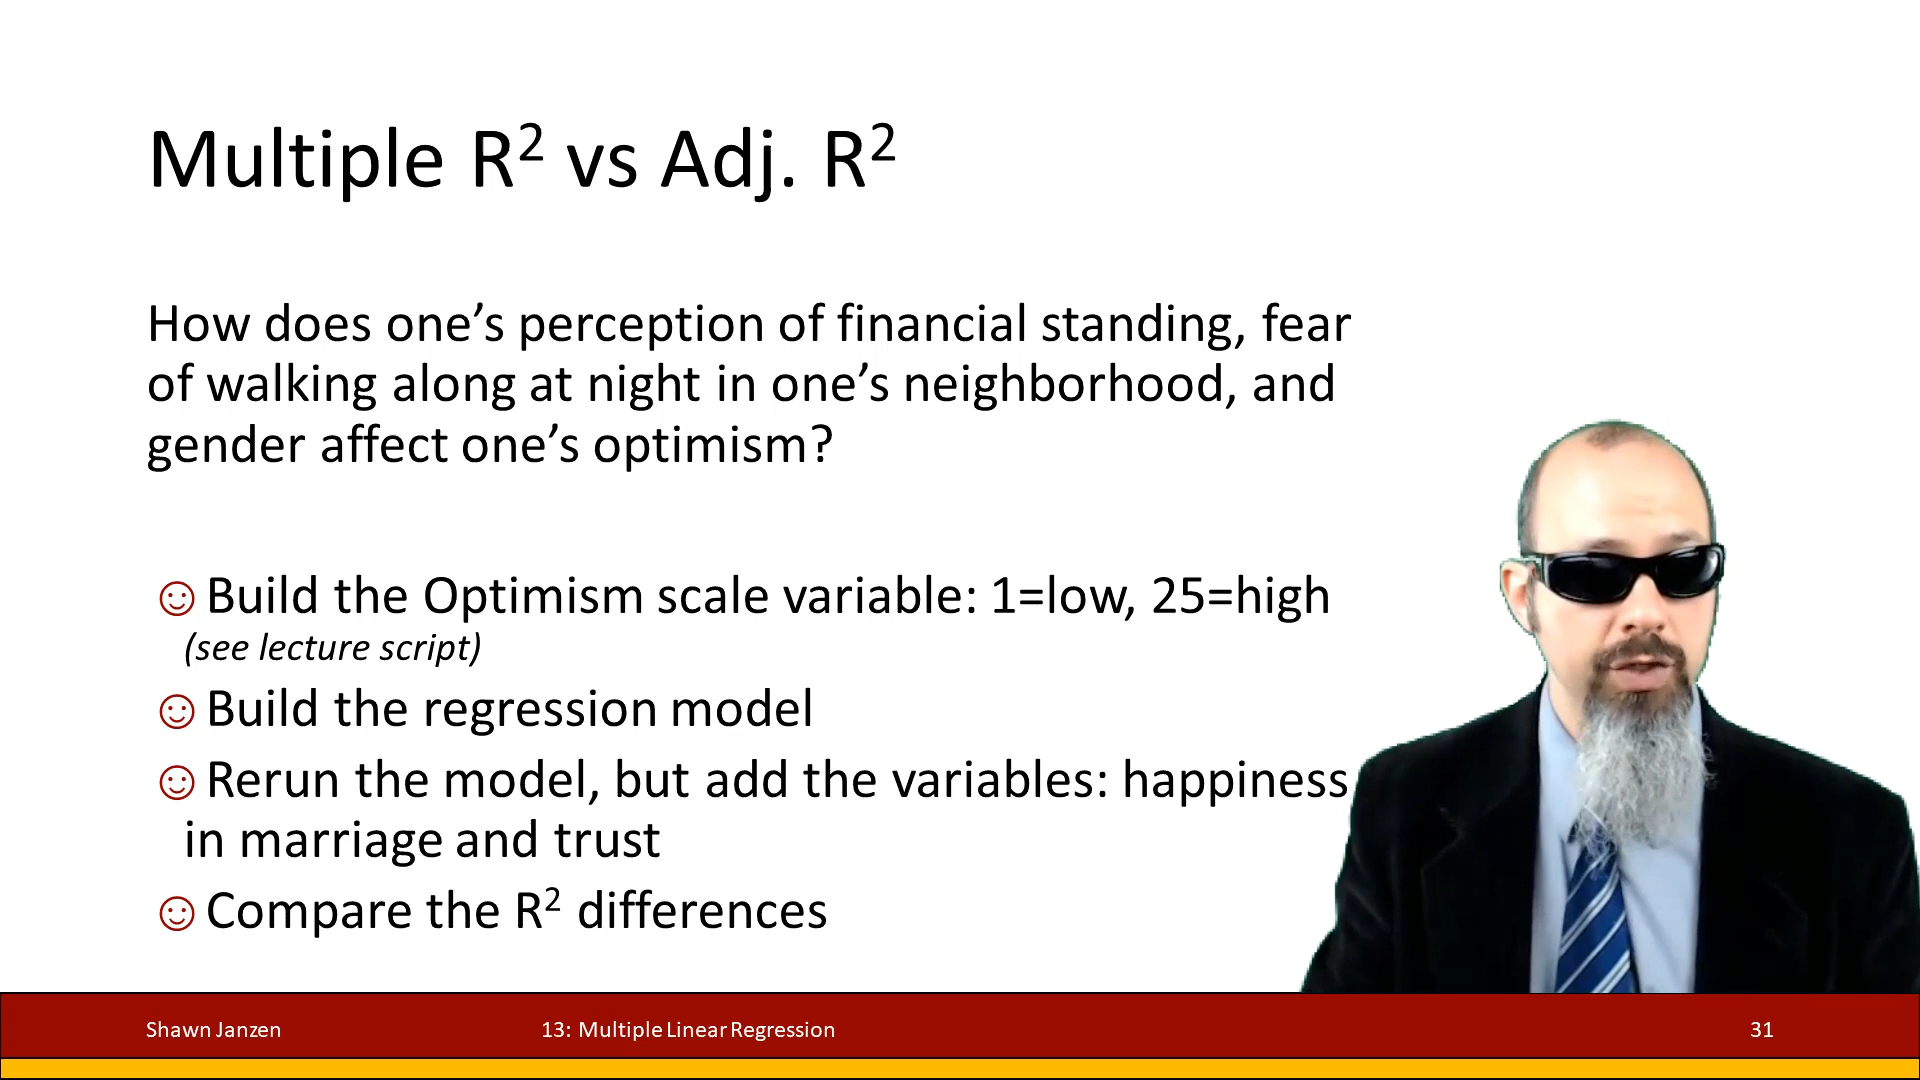 Multiple R² vs Adj. R²
How does one’s perception of financial standing, fear
of walking along at night in one’s neighborhood, and
gender affect one’s optimism?
☺Build the Optimism scale variable: 1=low, 25=high
(see lecture script)
☺Build the regression model
☺Rerun the model, but add the variables: happiness
in marriage and trust
☺Compare the R² differences
Shawn Janzen
13: Multiple Linear Regression
31